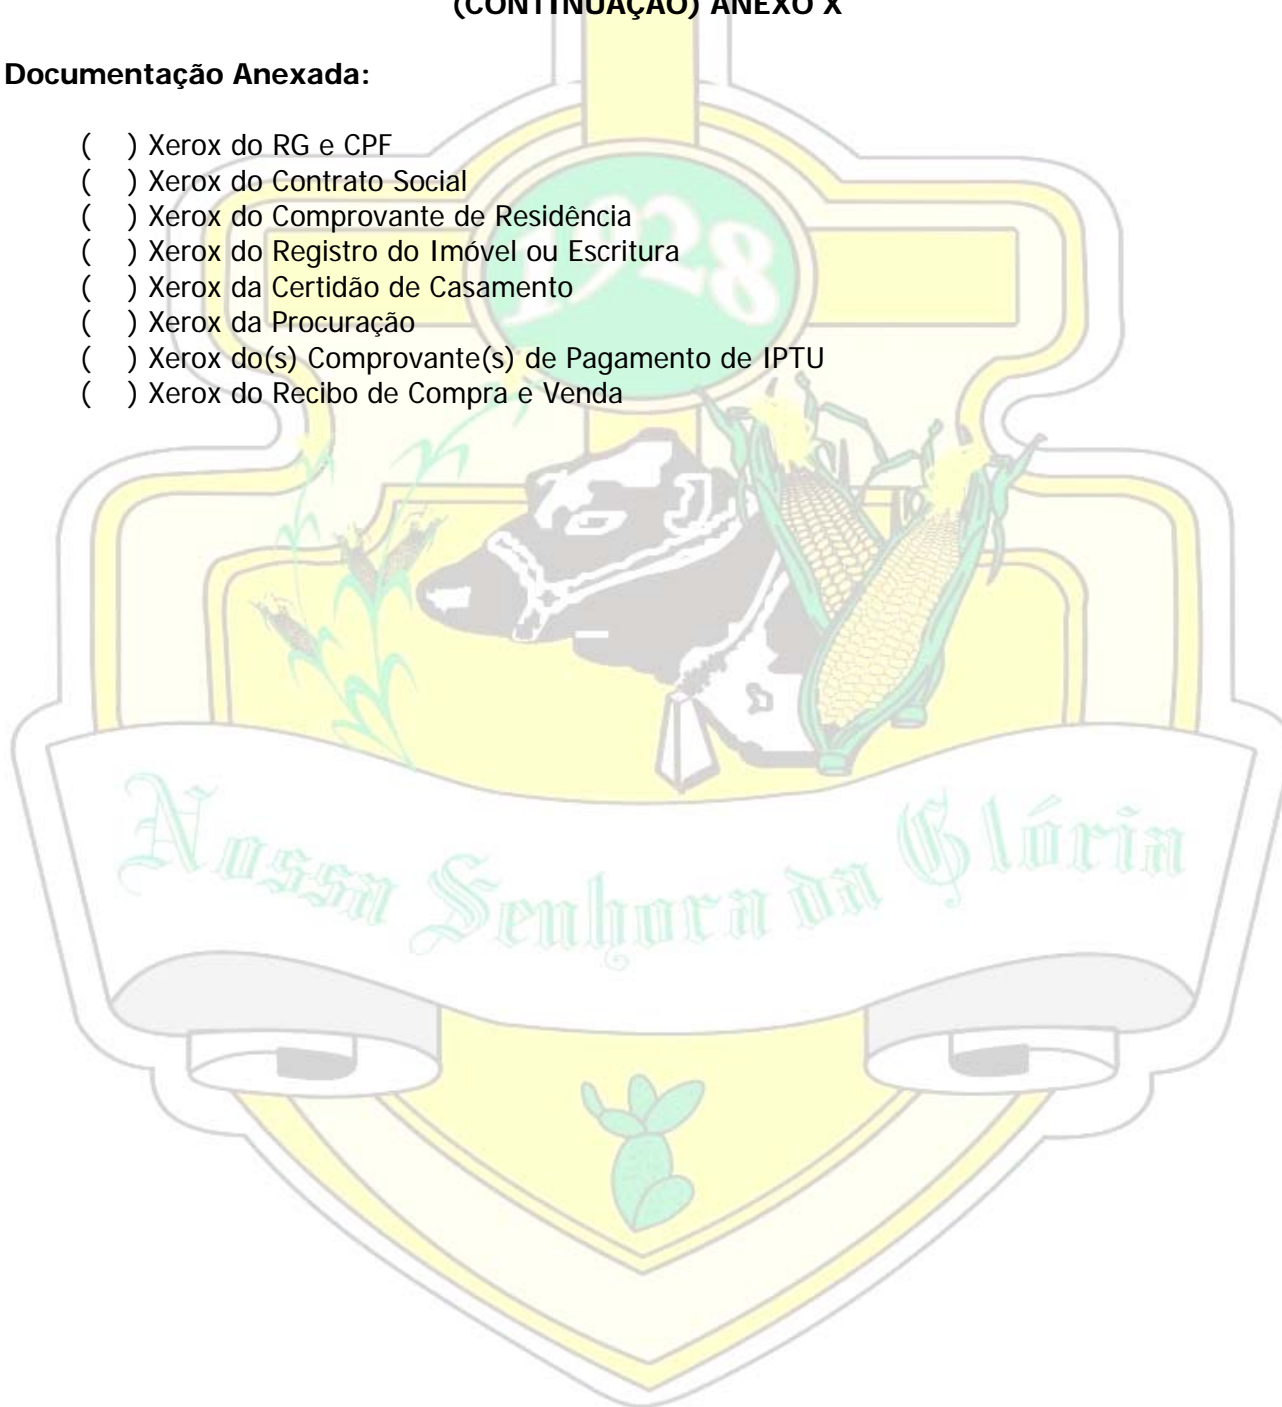 (CONTINUAÇÃO) ANEXO X
Documentação Anexada:
( ) Xerox do RG e CPF
( ) Xerox do Contrato Social
( ) Xerox do Comprovante de Residência
( ) Xerox do Registro do Imóvel ou Escritura
( ) Xerox da Certidão de Casamento
( ) Xerox da Procuração
( ) Xerox do(s) Comprovante(s) de Pagamento de IPTU
( ) Xerox do Recibo de Compra e Venda
1928
Nossa Senhora da Glória